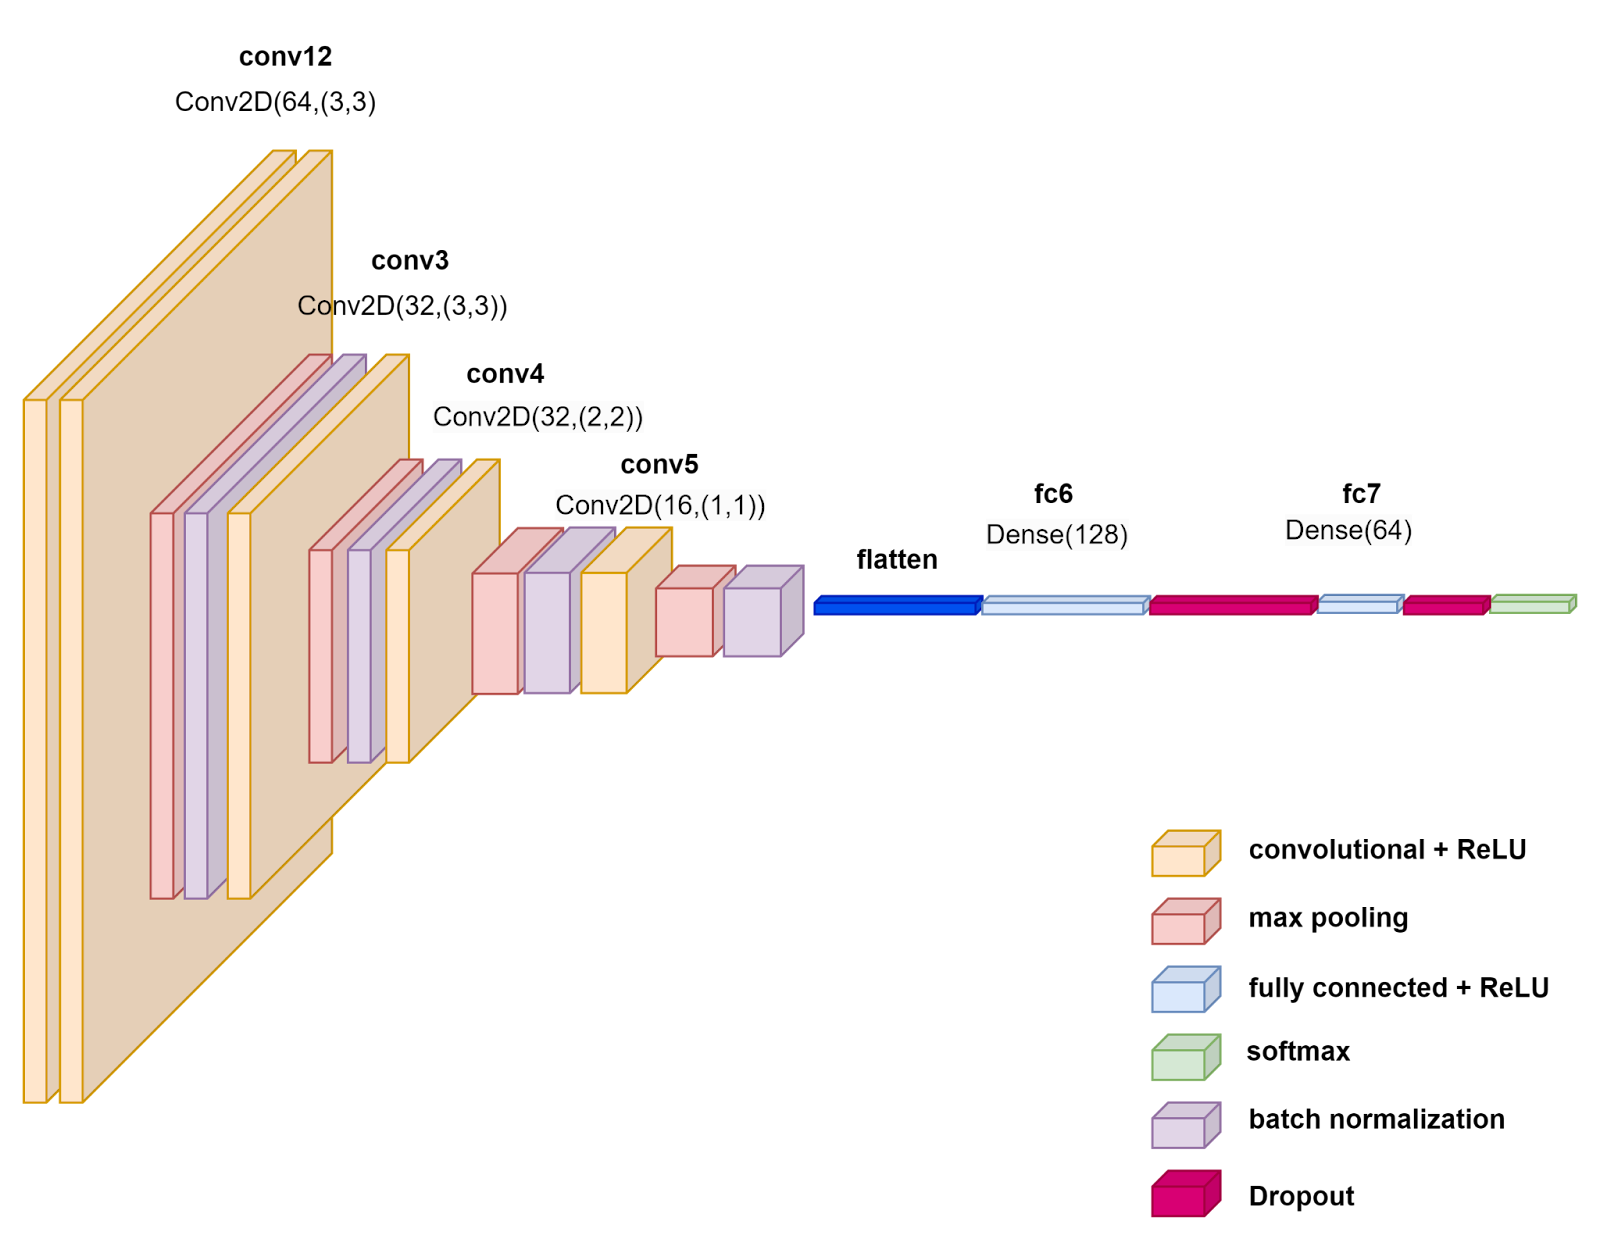 conv12
Conv2D(64,(3,3)
conv3
Conv2D(32,(3,3))
conv4
Conv2D(32,(2,2))
conv5
Conv2D(16,(1,1))
flatten
fc6
Dense(128)
fc7
Dense(64)
convolutional + ReLU
max pooling
fully connected + ReLU
softmax
batch normalization
Dropout